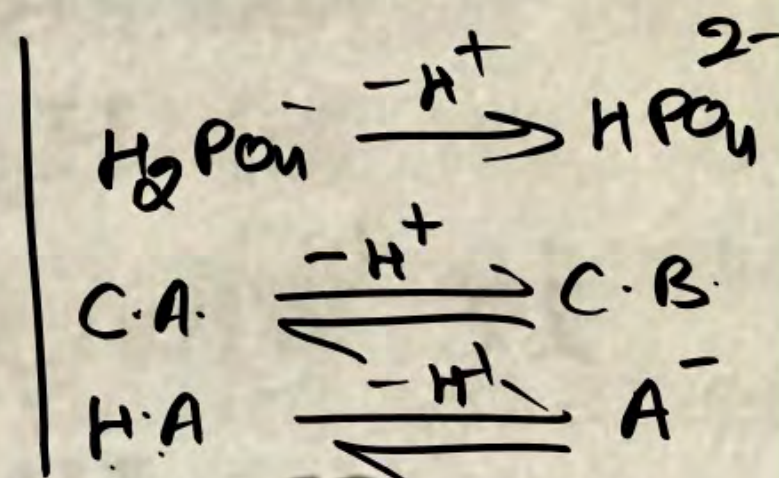 H₂PO₄⁻ -H⁺ → HPO₄²⁻
C.A. -H⁺ ⇌ C.B.
H.A -H⁺ ⇌ A⁻